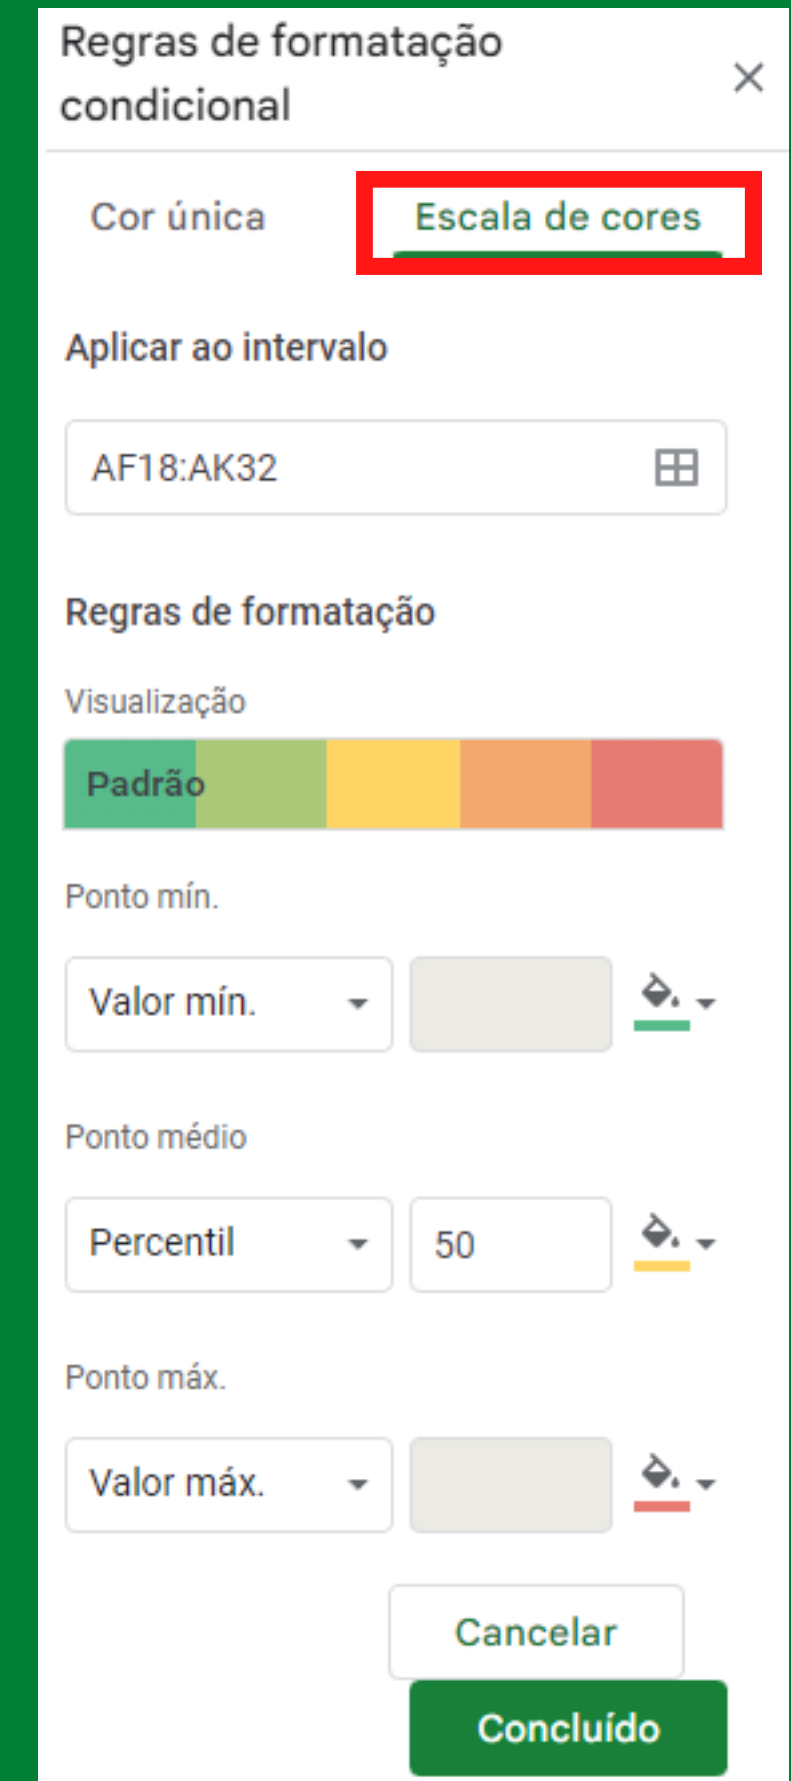 Regras de formatação
condicional
Cor única
Escala de cores
Aplicar ao intervalo
AF18:AK32
Regras de formatação
Visualização
Padrão
Ponto mín.
Valor mín.
Ponto médio
Percentil
50
Ponto máx.
Valor máx.
Cancelar
Concluído